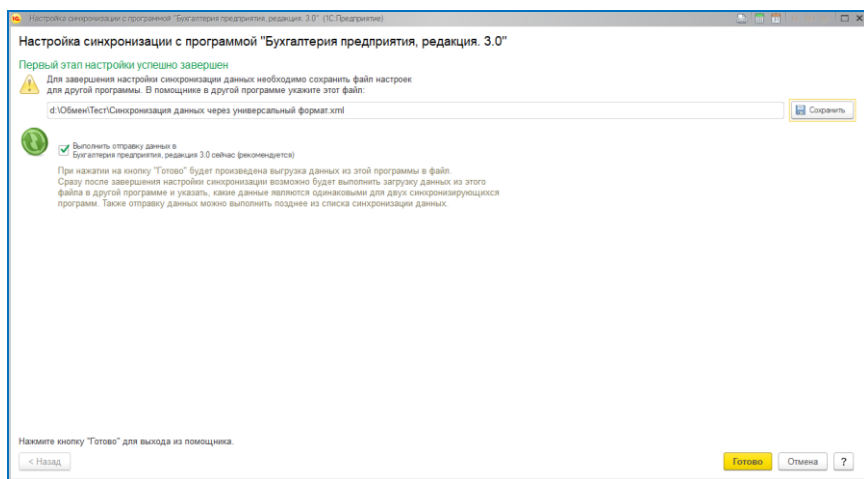 Настройка синхронизации с программой "Бухгалтерия предприятия, редакция. 3.0" (1С:Предприятие)
Настройка синхронизации с программой "Бухгалтерия предприятия, редакция. 3.0"
Первый этап настройки успешно завершен
Для завершения настройки синхронизации данных необходимо сохранить файл настроек
для другой программы. В помощнике в другой программе укажите этот файл:
d:\Обмен\Тест\Синхронизация данных через универсальный формат.xml
Сохранить
Выполнить отправку данных в
Бухгалтерия предприятия, редакция 3.0 сейчас (рекомендуется)
При нажатии на кнопку "Готово" будет произведена выгрузка данных из этой программы в файл.
Сразу после завершения настройки синхронизации возможно будет выполнить загрузку данных из этого
файла в другой программе и указать, какие данные являются одинаковыми для двух синхронизирующихся
программ. Также отправку данных можно выполнить позднее из списка синхронизации данных.
Нажмите кнопку "Готово" для выхода из помощника.
< Назад
Готово
Отмена
?